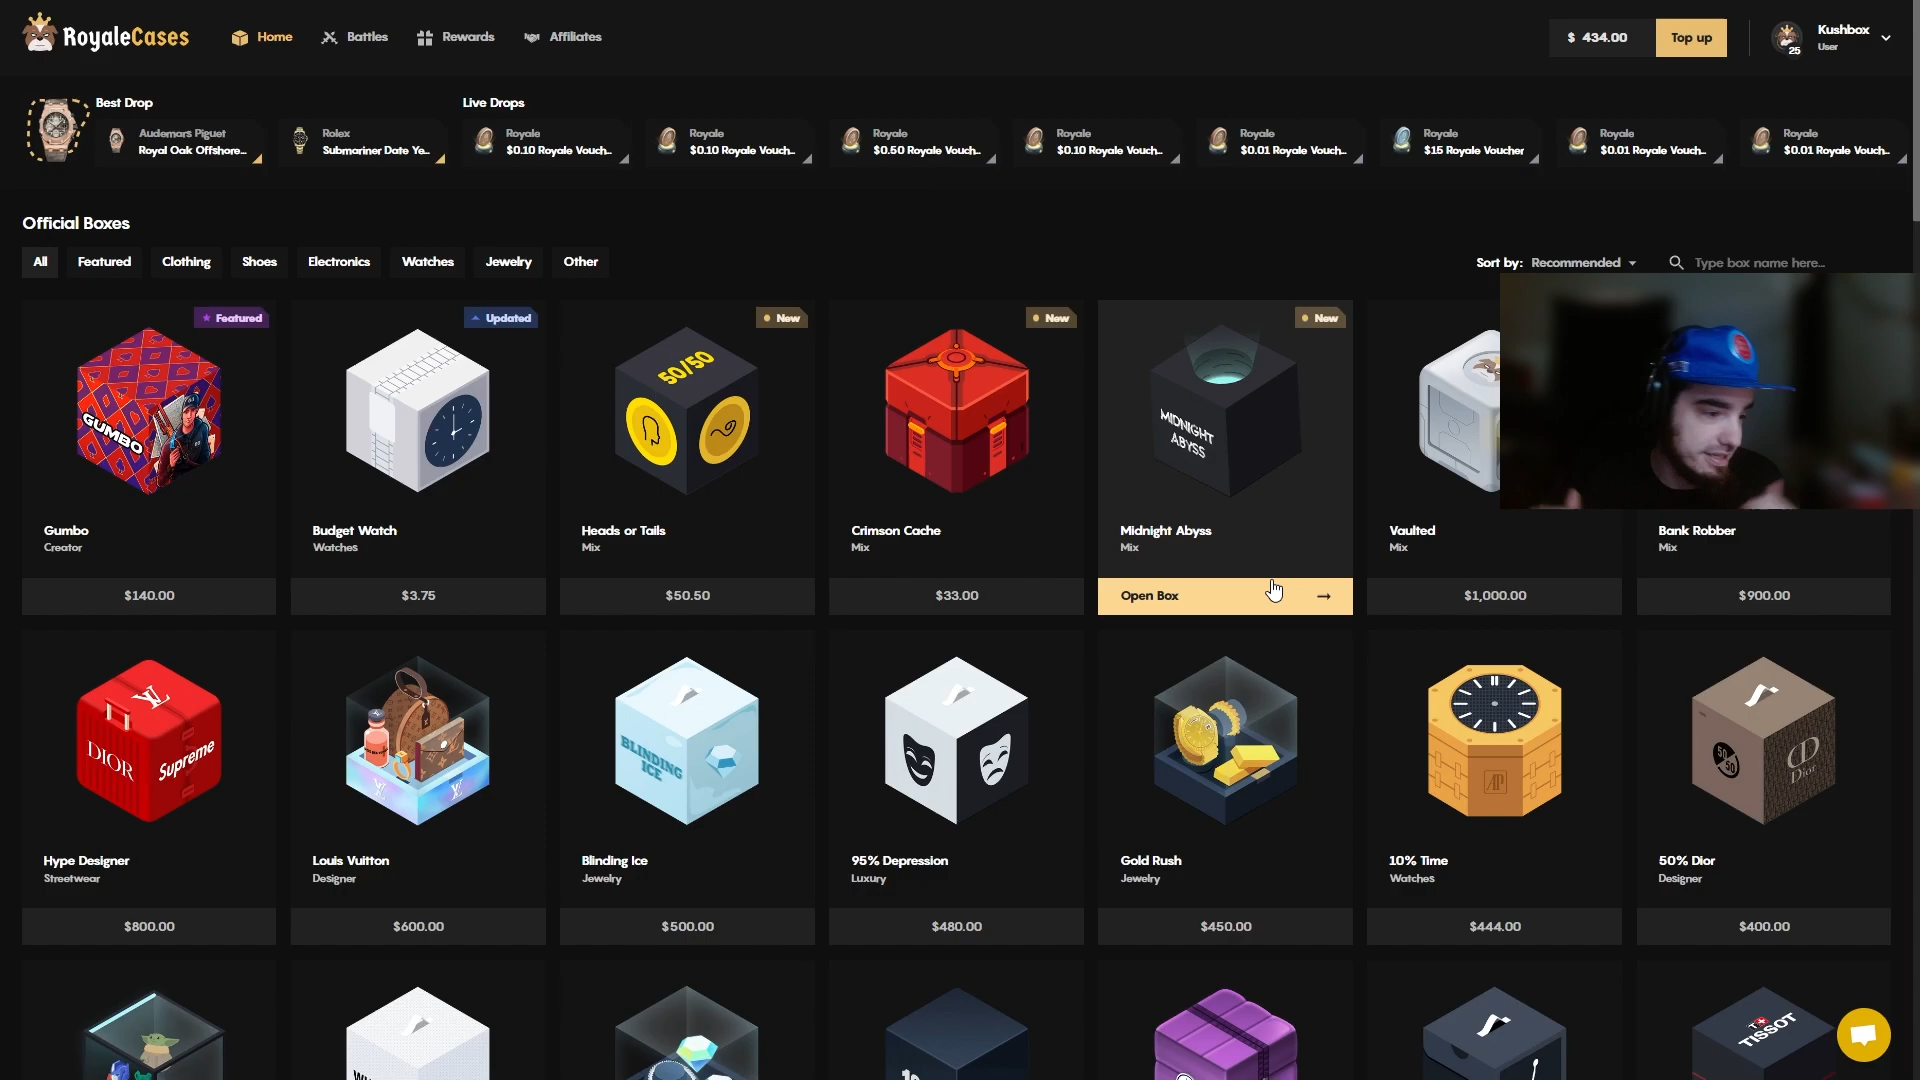 RoyaleCases
Home
Battles
Rewards
Affiliates
$ 434.00
Top up
25
Kushbox
User
Best Drop
Live Drops
Audemars Piguet
Royal Oak Offshore...
Rolex
Submariner Date Ye...
Royale
$0.10 Royale Vouch...
Royale
$0.10 Royale Vouch...
Royale
$0.50 Royale Vouch...
Royale
$0.10 Royale Vouch...
Royale
$0.01 Royale Vouch...
Royale
$15 Royale Voucher
Royale
$0.01 Royale Vouch...
Royale
$0.01 Royale Vouch...
Official Boxes
All
Featured
Clothing
Shoes
Electronics
Watches
Jewelry
Other
Sort by: Recommended
Type box name here...
Featured
GUMBO
Gumbo
Creator
$140.00
Updated
Budget Watch
Watches
$3.75
New
50/50
Heads or Tails
Mix
$50.50
New
Crimson Cache
Mix
$33.00
New
MIDNIGHT
ABYSS
Midnight Abyss
Mix
Open Box
Vaulted
Mix
$1,000.00
Bank Robber
Mix
$900.00
LV
DIOR
Supreme
Hype Designer
Streetwear
$800.00
LV
LV
Louis Vuitton
Designer
$600.00
BLINDING
ICE
Blinding Ice
Jewelry
$500.00
95% Depression
Luxury
$480.00
Gold Rush
Jewelry
$450.00
AP
10% Time
Watches
$444.00
50
50
CD
Dior
50% Dior
Designer
$400.00
TISSOT